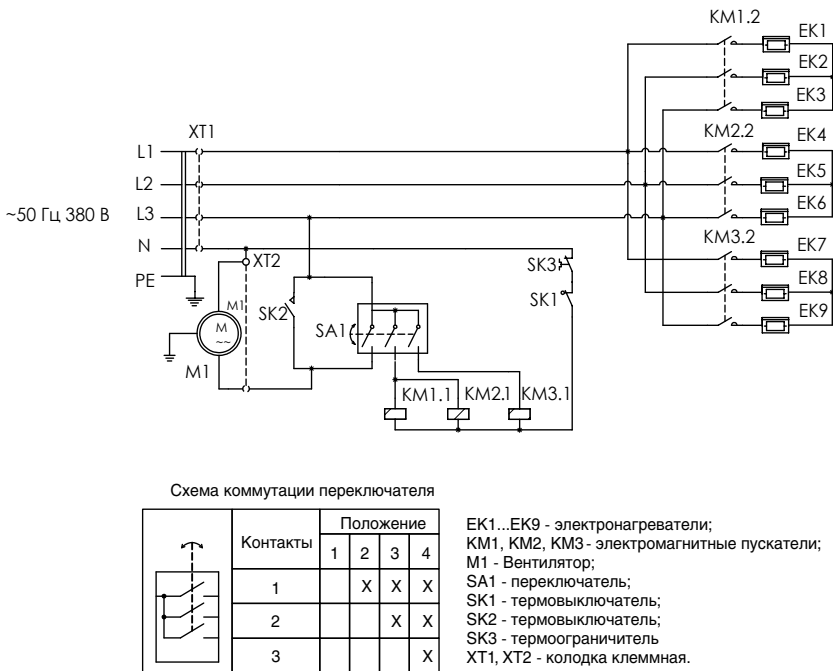 KM1.2
EK1
EK2
EK3
XT1
KM2.2
EK4
L1
EK5
L2
EK6
~50 Гц 380 В
L3
KM3.2
EK7
N
XT2
SK3
EK8
PE
SK2
SK1
EK9
M1
M
~~
SA1
M1
KM1.1
KM2.1
KM3.1
Схема коммутации переключателя
Контакты
Положение
1 2 3 4
1 X X X
2 X X
3 X
EK1...EK9 - электронагреватели;
KM1, KM2, KM3 - электромагнитные пускатели;
M1 - Вентилятор;
SA1 - переключатель;
SK1 - термовыключатель;
SK2 - термовыключатель;
SK3 - термоограничитель
XT1, XT2 - колодка клеммная.